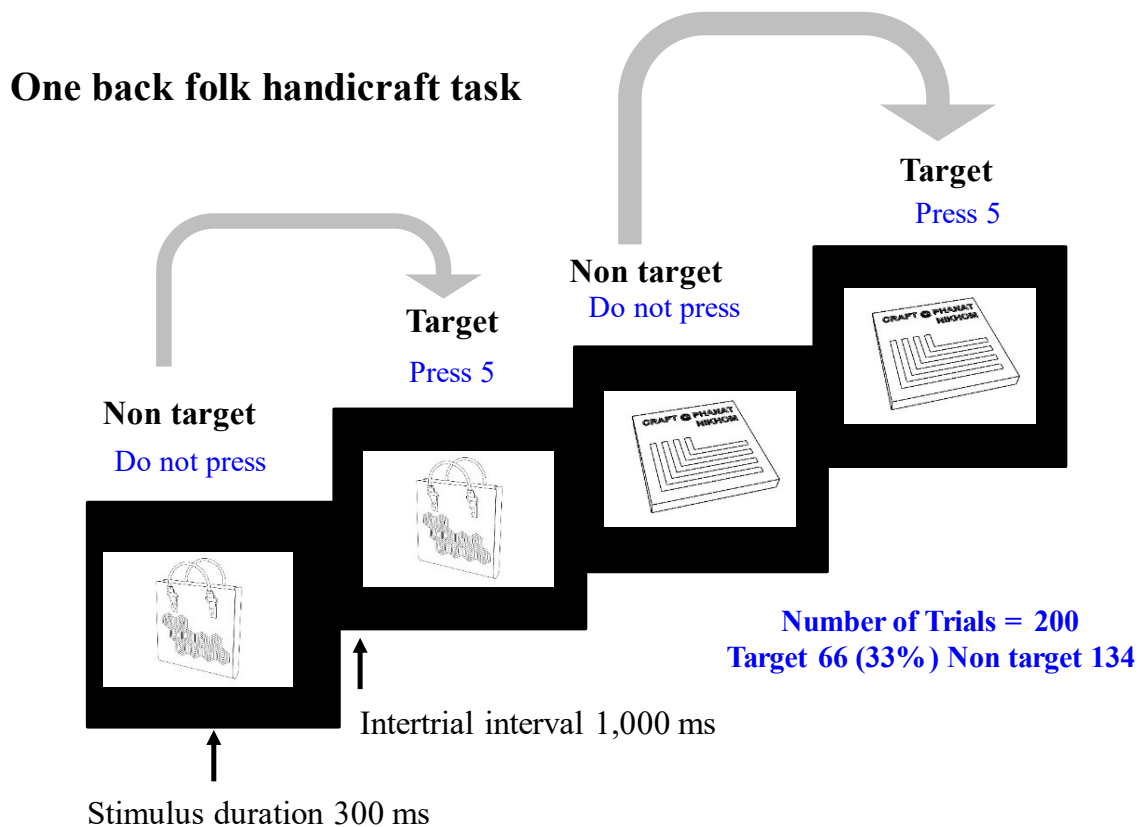 One back folk handicraft task
Target
Press 5
Non target
Do not press
Target
Press 5
Non target
Do not press
CRAFT @ PHANAT
NIKHOM
CRAFT @ PHANAT
NIKHOM
Number of Trials = 200
Target 66 (33%) Non target 134
Intertrial interval 1,000 ms
Stimulus duration 300 ms